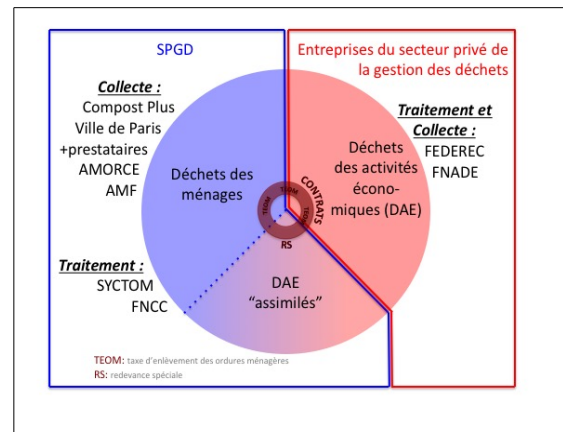 SPGD
Entreprises du secteur privé de
la gestion des déchets
Collecte :
Compost Plus
Ville de Paris
+prestataires
AMORCE
AMF
Traitement et
Collecte :
FEDEREC
FNADE
Déchets des
ménages
Déchets
des activités
écono-
miques (DAE)
TEOM
TEOM
TEOM
CONTRATS
RS
Traitement :
SYCTOM
FNCC
DAE
“assimilés”
TEOM: taxe d’enlèvement des ordures ménagères
RS: redevance spéciale